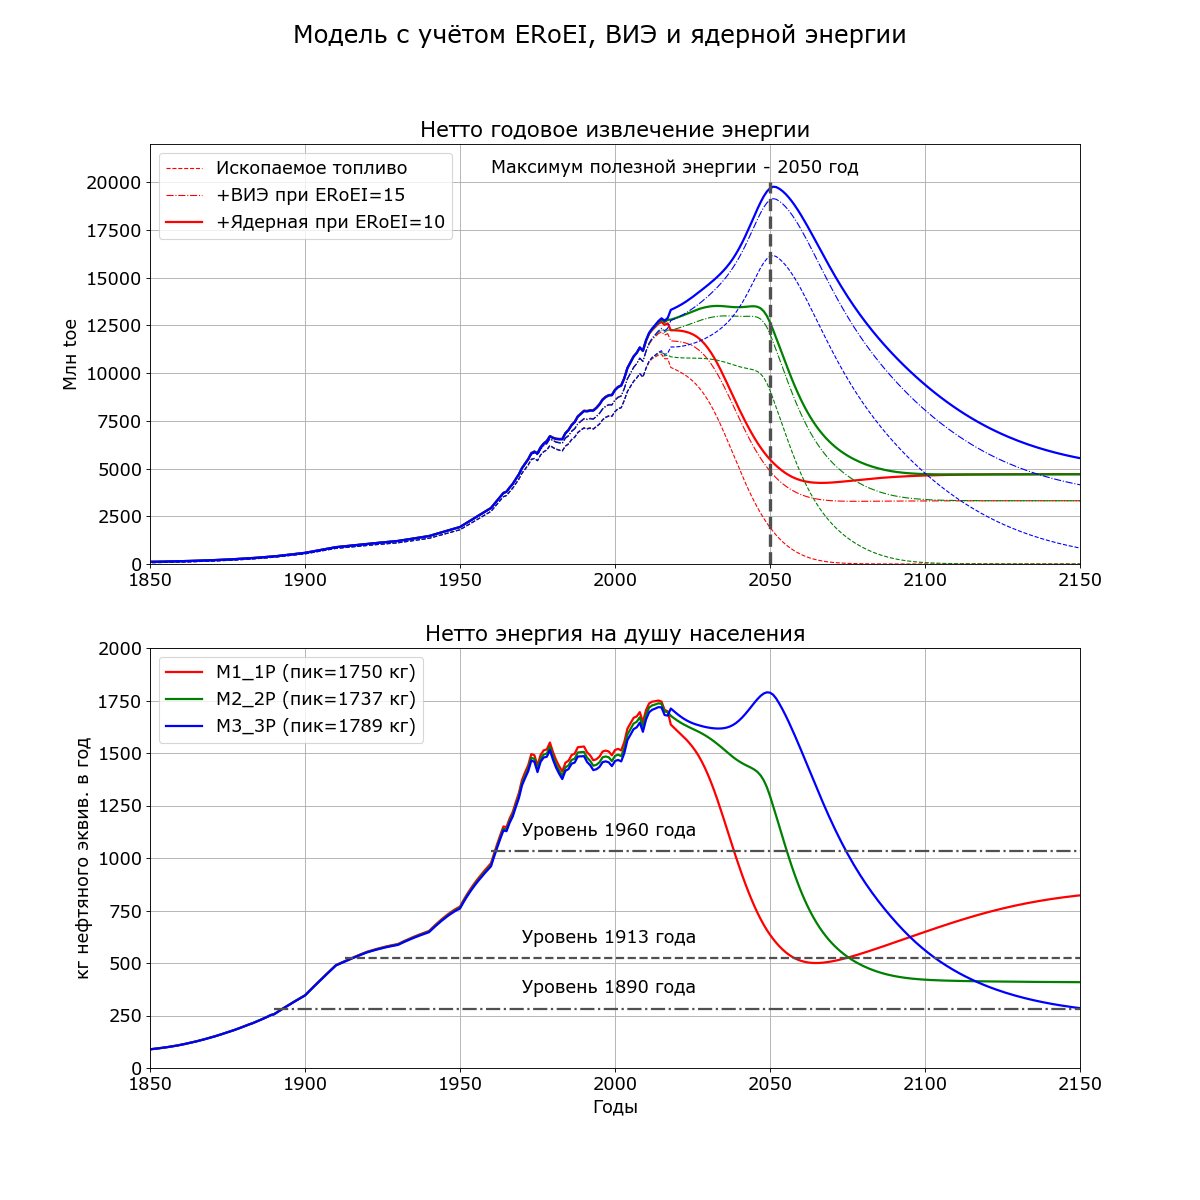 Модель с учётом ERoEI, ВИЭ и ядерной энергии
Нетто годовое извлечение энергии
Млн toe
20000
17500
15000
12500
10000
7500
5000
2500
0
Ископаемое топливо
+ВИЭ при ERoEI=15
+Ядерная при ERoEI=10
Максимум полезной энергии - 2050 год
1850 1900 1950 2000 2050 2100 2150
Нетто энергия на душу населения
кг нефтяного эквив. в год
2000
1750
1500
1250
1000
750
500
250
0
M1_1P (пик=1750 кг)
M2_2P (пик=1737 кг)
M3_3P (пик=1789 кг)
Уровень 1960 года
Уровень 1913 года
Уровень 1890 года
1850 1900 1950 2000 2050 2100 2150
Годы